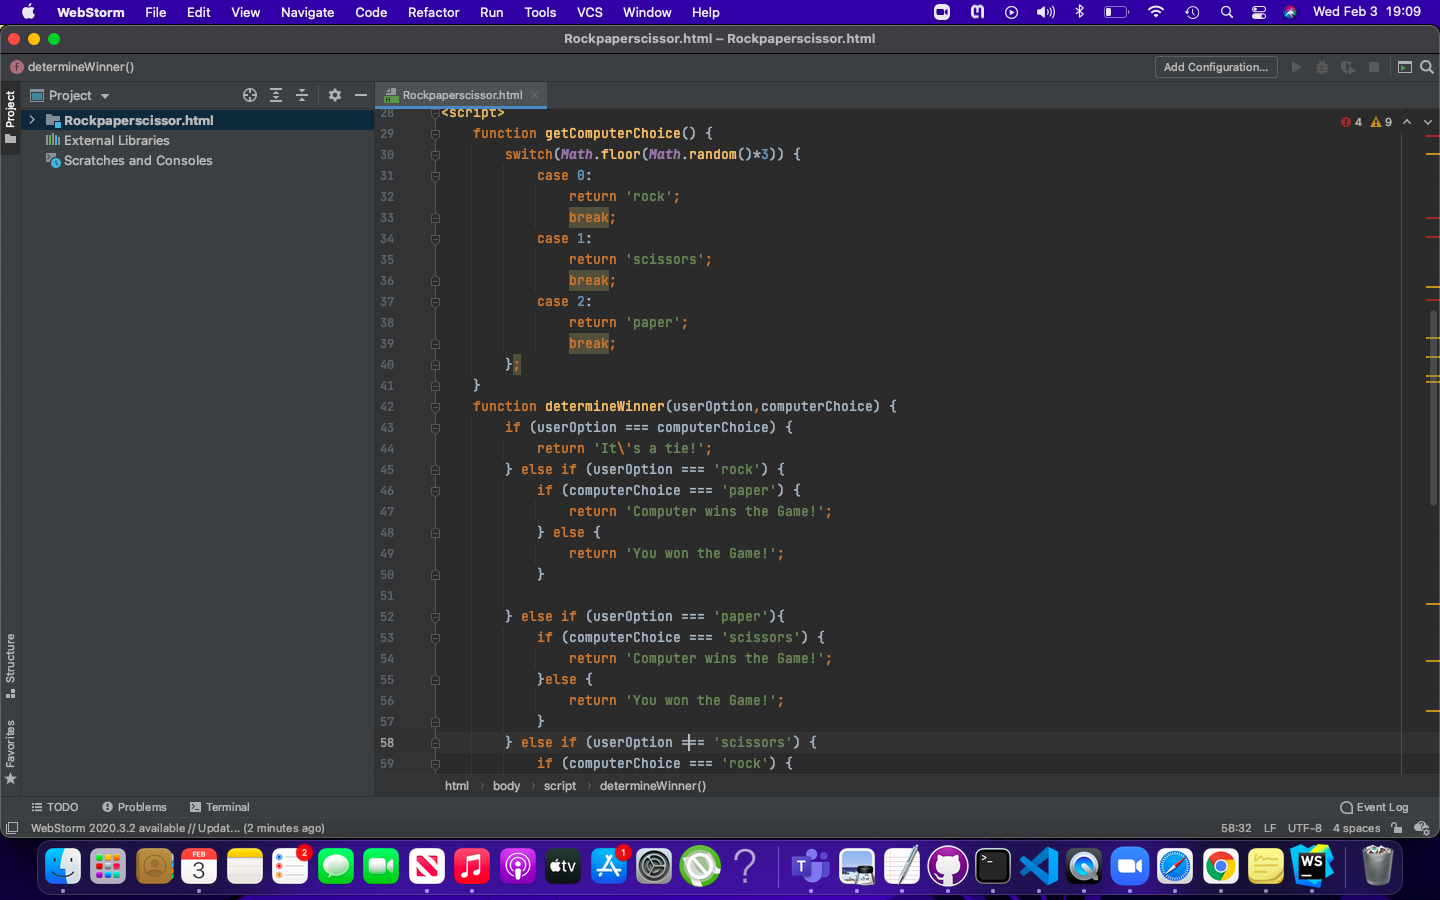 WebStorm File Edit View Navigate Code Refactor Run Tools VCS Window Help Wed Feb 3 19:09
Rockpaperscissor.html – Rockpaperscissor.html
f determineWinner() Add Configuration...
Project Project Rockpaperscissor.html
Rockpaperscissor.html
External Libraries
Scratches and Consoles
4 9
28 <script>
29 function getComputerChoice() {
30 switch(Math.floor(Math.random()*3)) {
31 case 0:
32 return 'rock';
33 break;
34 case 1:
35 return 'scissors';
36 break;
37 case 2:
38 return 'paper';
39 break;
40 };
41 }
42 function determineWinner(userOption,computerChoice) {
43 if (userOption === computerChoice) {
44 return 'It\'s a tie!';
45 } else if (userOption === 'rock') {
46 if (computerChoice === 'paper') {
47 return 'Computer wins the Game!';
48 } else {
49 return 'You won the Game!';
50 }
51
52 } else if (userOption === 'paper'){
53 if (computerChoice === 'scissors') {
54 return 'Computer wins the Game!';
55 }else {
56 return 'You won the Game!';
57 }
58 } else if (userOption === 'scissors') {
59 if (computerChoice === 'rock') {
Structure
Favorites
html body script determineWinner()
TODO Problems Terminal Event Log
WebStorm 2020.3.2 available // Updat... (2 minutes ago) 58:32 LF UTF-8 4 spaces
FEB
3
2
tv
1
WS